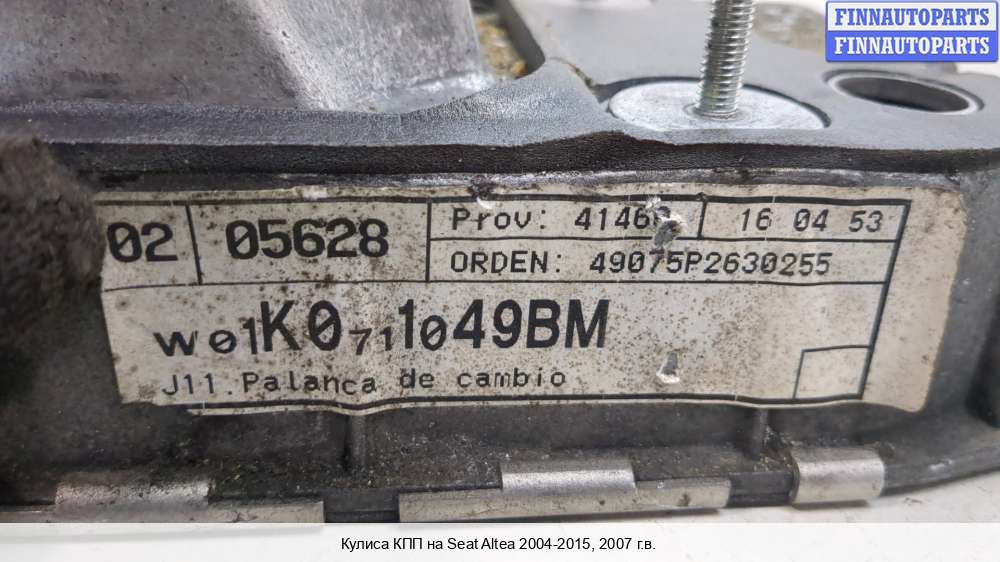 FINNAUTOPARTS
FINNAUTOPARTS
02 05628 Prov: 16 04 53
ORDEN: 49075P2630255
W01K0711049BM
J11.Palanca de cambio
Кулиса КПП на Seat Altea 2004-2015, 2007 г.в.